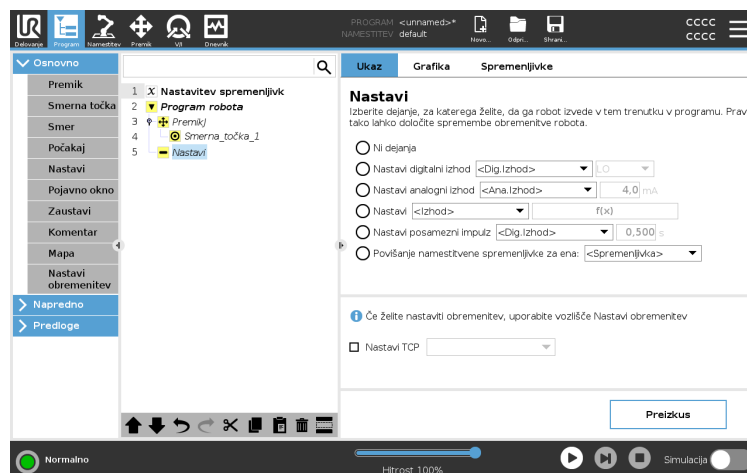 PROGRAM <unnamed>*
NAMESTITEV default
Delovanje Program Namestitev Premik V/I Dnevnik
Novo... Odpri... Shrani...
CCCC
CCCC
Osnovno
Premik
Smerna točka
Smer
Počakaj
Nastavi
Pojavno okno
Zaustavi
Komentar
Mapa
Nastavi
obremenitev
Napredno
Predloge
1 X Nastavitev spremenljivk
2 Program robota
3 PremikJ
4 Smerna_točka_1
5 Nastavi
Ukaz Grafika Spremenljivke
Nastavi
Izberite dejanje, za katerega želite, da ga robot izvede v tem trenutku v programu. Prav
tako lahko določite spremembe obremenitve robota.
Ni dejanja
Nastavi digitalni izhod <Dig.Izhod> LO
Nastavi analogni izhod <Ana.Izhod> 4,0 mA
Nastavi <Izhod> f(x)
Nastavi posamezni impulz <Dig.Izhod> 0,500 s
Povišanje namestitvene spremenljivke za ena: <Spremenljivka>
Če želite nastaviti obremenitev, uporabite vozlišče Nastavi obremenitev
Nastavi TCP
Preizkus
Normalno
Hitrost 100%
Simulacija